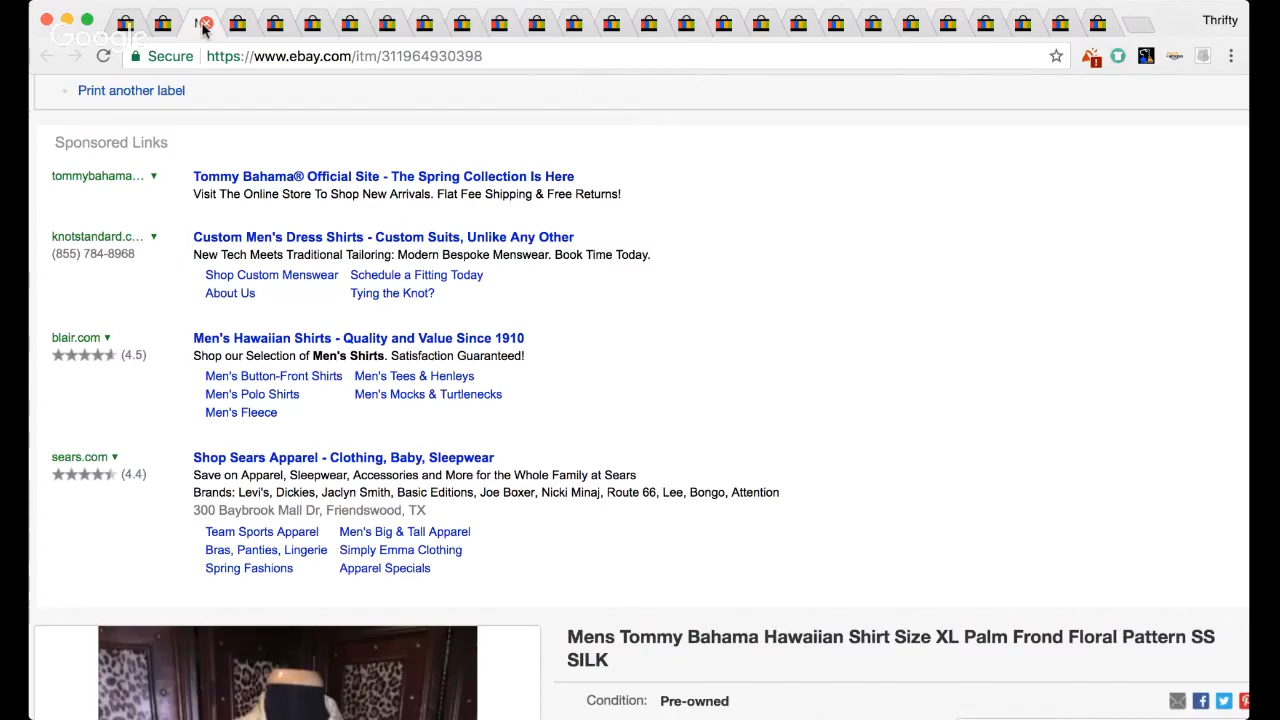 Thrifty
Google
Secure https://www.ebay.com/itm/311964930398
Print another label
Sponsored Links
tommybahama... ▼ Tommy Bahama® Official Site - The Spring Collection Is Here
Visit The Online Store To Shop New Arrivals. Flat Fee Shipping & Free Returns!
knotstandard.c... ▼ Custom Men's Dress Shirts - Custom Suits, Unlike Any Other
(855) 784-8968 New Tech Meets Traditional Tailoring: Modern Bespoke Menswear. Book Time Today.
Shop Custom Menswear Schedule a Fitting Today
About Us Tying the Knot?
blair.com ▼ Men's Hawaiian Shirts - Quality and Value Since 1910
(4.5) Shop our Selection of Men's Shirts. Satisfaction Guaranteed!
Men's Button-Front Shirts Men's Tees & Henleys
Men's Polo Shirts Men's Mocks & Turtlenecks
Men's Fleece
sears.com ▼ Shop Sears Apparel - Clothing, Baby, Sleepwear
(4.4) Save on Apparel, Sleepwear, Accessories and More for the Whole Family at Sears
Brands: Levi's, Dickies, Jaclyn Smith, Basic Editions, Joe Boxer, Nicki Minaj, Route 66, Lee, Bongo, Attention
300 Baybrook Mall Dr, Friendswood, TX
Team Sports Apparel Men's Big & Tall Apparel
Bras, Panties, Lingerie Simply Emma Clothing
Spring Fashions Apparel Specials
Mens Tommy Bahama Hawaiian Shirt Size XL Palm Frond Floral Pattern SS
SILK
Condition: Pre-owned